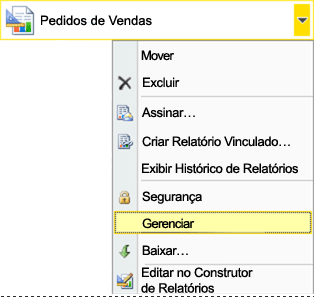 Pedidos de Vendas
Mover
Excluir
Assinar...
Criar Relatório Vinculado...
Exibir Histórico de Relatórios
Segurança
Gerenciar
Baixar...
Editar no Construtor
de Relatórios